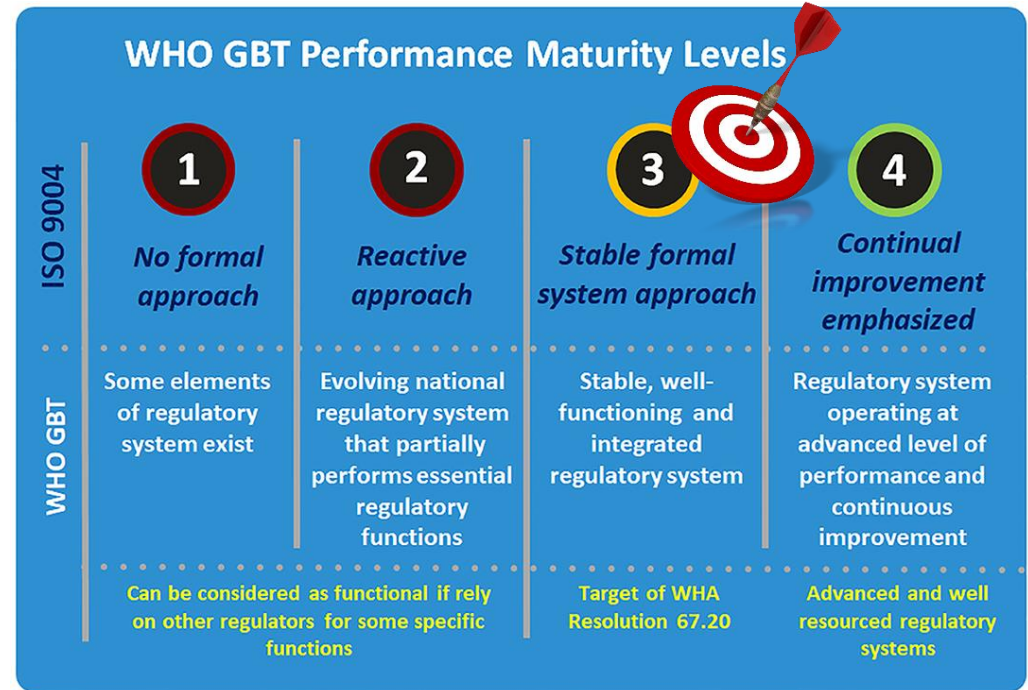 WHO GBT Performance Maturity Levels
ISO 9004
1
No formal
approach
2
Reactive
approach
3
Stable formal
system approach
4
Continual
improvement
emphasized
WHO GBT
Some elements
of regulatory
system exist
Evolving national
regulatory system
that partially
performs essential
regulatory
functions
Stable, well-
functioning and
integrated
regulatory system
Regulatory system
operating at
advanced level of
performance and
continuous
improvement
Can be considered as functional if rely
on other regulators for some specific
functions
Target of WHA
Resolution 67.20
Advanced and well
resourced regulatory
systems